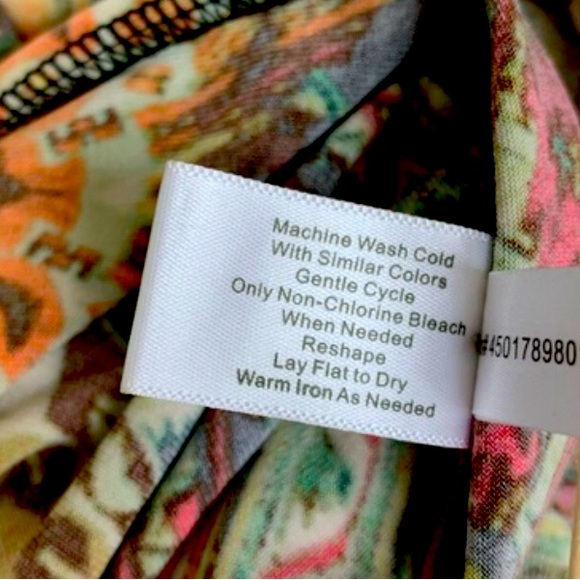 Machine Wash Cold
With Similar Colors
Gentle Cycle
Only Non-Chlorine Bleach
When Needed
Reshape
Lay Flat to Dry
Warm Iron As Needed
#450178980